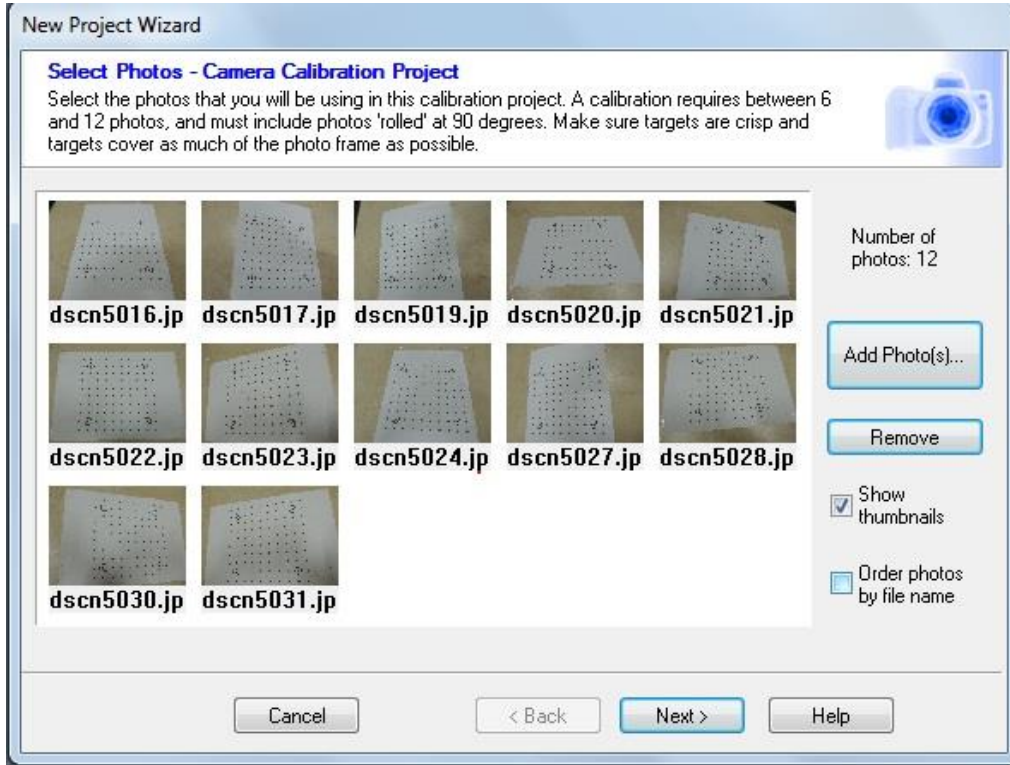 New Project Wizard
Select Photos - Camera Calibration Project
Select the photos that you will be using in this calibration project. A calibration requires between 6
and 12 photos, and must include photos 'rolled' at 90 degrees. Make sure targets are crisp and
targets cover as much of the photo frame as possible.
Number of
photos: 12
dscn5016.jp dscn5017.jp dscn5019.jp dscn5020.jp dscn5021.jp
Add Photo(s)...
Remove
dscn5022.jp dscn5023.jp dscn5024.jp dscn5027.jp dscn5028.jp
Show
thumbnails
Order photos
by file name
dscn5030.jp dscn5031.jp
Cancel < Back Next > Help